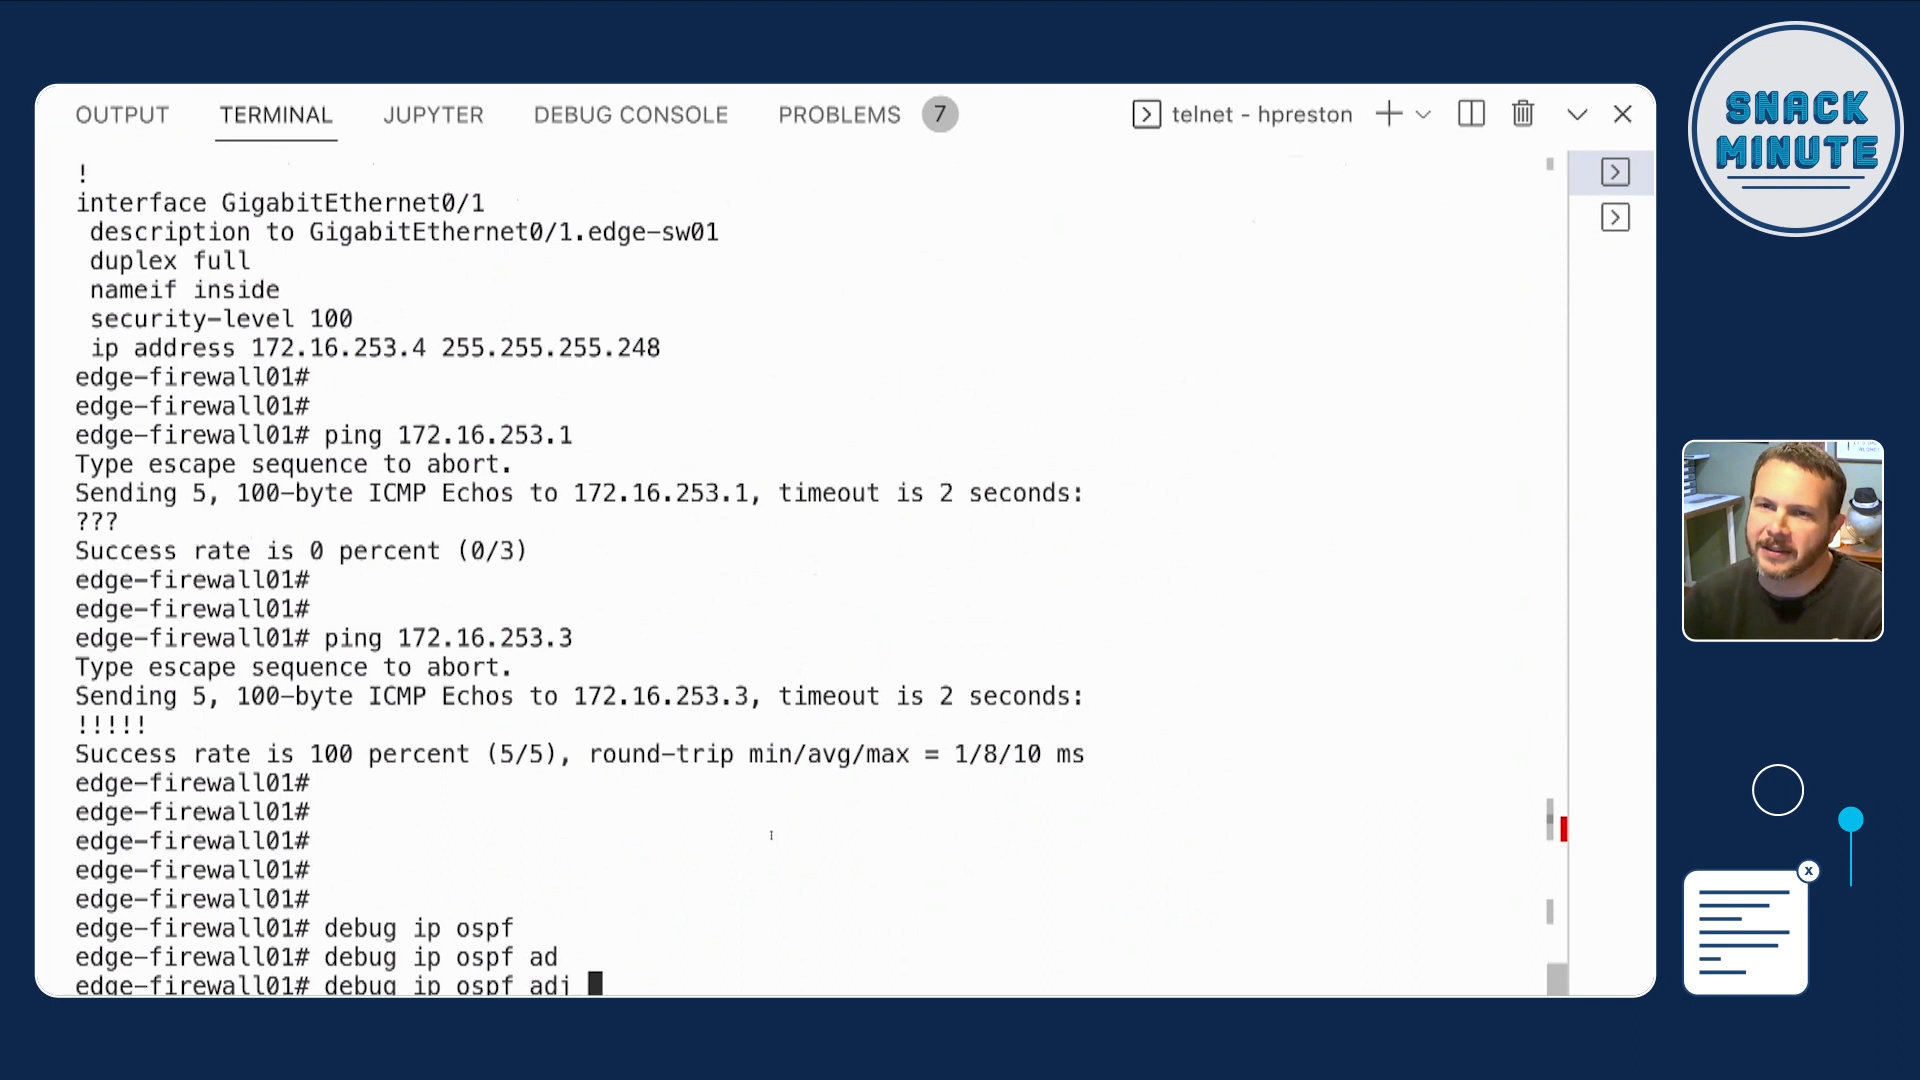 SNACK
MINUTE
OUTPUT TERMINAL JUPYTER DEBUG CONSOLE PROBLEMS 7 telnet - hpreston
!
interface GigabitEthernet0/1
description to GigabitEthernet0/1.edge-sw01
duplex full
nameif inside
security-level 100
ip address 172.16.253.4 255.255.255.248
edge-firewall01#
edge-firewall01#
edge-firewall01# ping 172.16.253.1
Type escape sequence to abort.
Sending 5, 100-byte ICMP Echos to 172.16.253.1, timeout is 2 seconds:
???
Success rate is 0 percent (0/3)
edge-firewall01#
edge-firewall01#
edge-firewall01# ping 172.16.253.3
Type escape sequence to abort.
Sending 5, 100-byte ICMP Echos to 172.16.253.3, timeout is 2 seconds:
!!!!!
Success rate is 100 percent (5/5), round-trip min/avg/max = 1/8/10 ms
edge-firewall01#
edge-firewall01#
edge-firewall01#
edge-firewall01#
edge-firewall01#
edge-firewall01# debug ip ospf
edge-firewall01# debug ip ospf ad
edge-firewall01# debug ip ospf adj
x